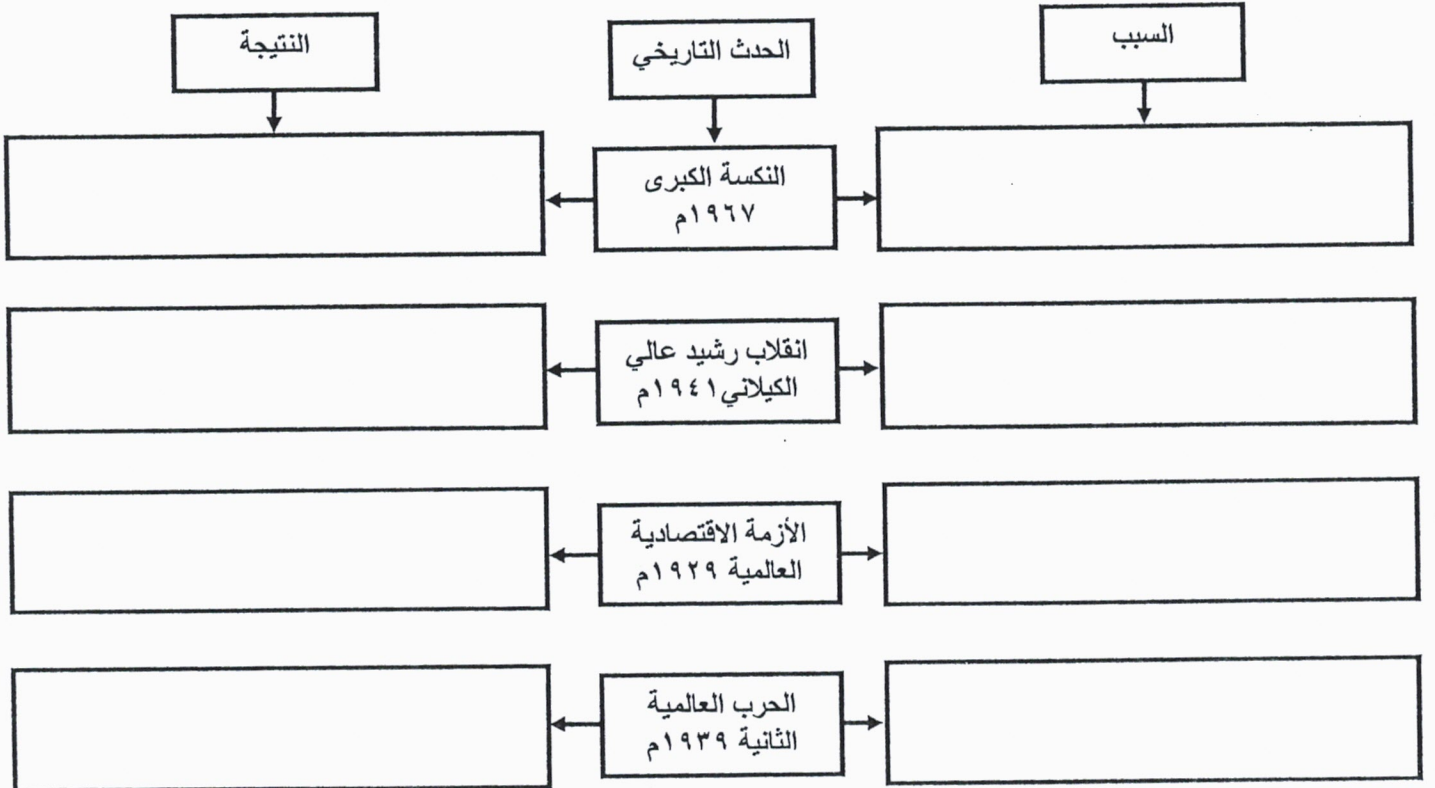 السبب
الحدث التاريخي
النتيجة
النكسة الكبرى
١٩٦٧م
انقلاب رشيد عالي
الكيلاني١٩٤١م
الأزمة الاقتصادية
العالمية ١٩٢٩م
الحرب العالمية
الثانية ١٩٣٩م